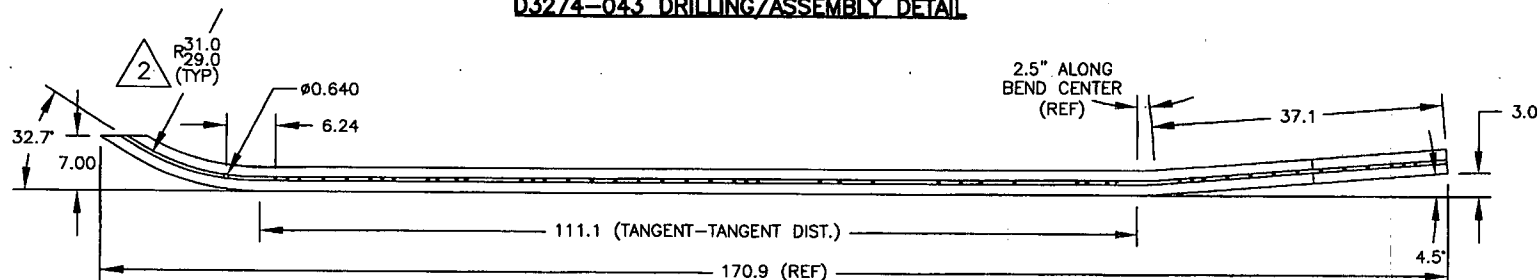 D3274-043 DRILLING/ASSEMBLY DETAIL
R31.0
29.0
(TYP)
2
Ø0.640
6.24
2.5" ALONG
BEND CENTER
(REF)
37.1
3.0
32.7°
7.00
111.1 (TANGENT-TANGENT DIST.)
4.5°
170.9 (REF)